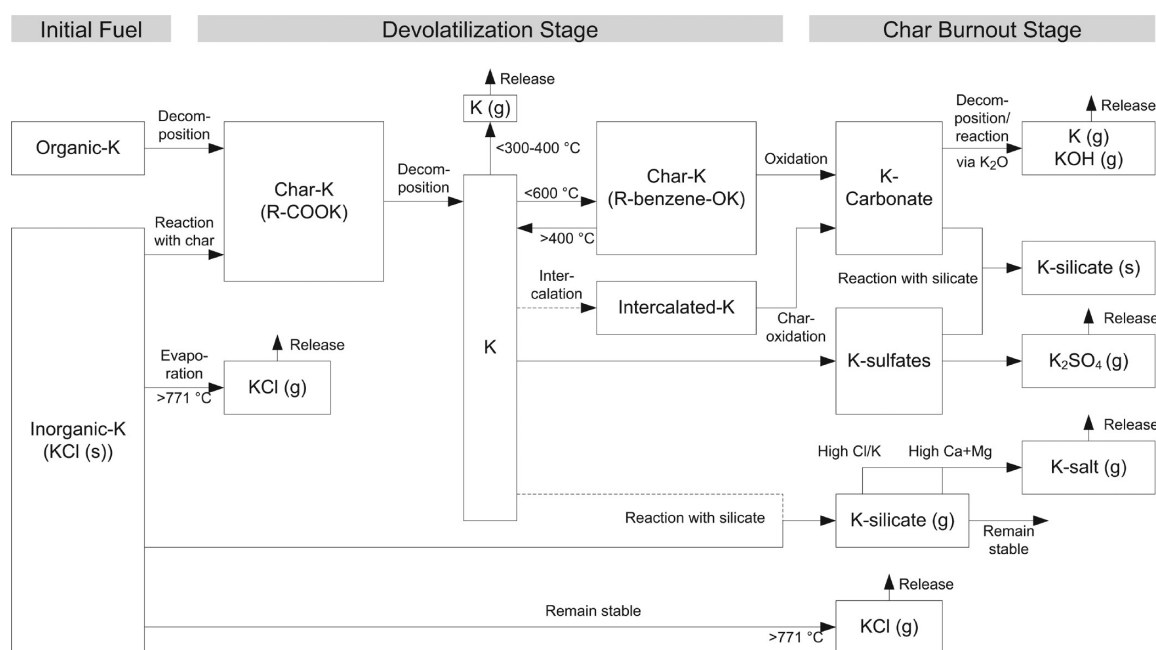 Initial Fuel
Devolatilization Stage
Char Burnout Stage
Organic-K
Decom-
position
Char-K
(R-COOK)
Reaction
with char
Decom-
position
Release
K (g)
<300-400 °C
<600 °C
>400 °C
Char-K
(R-benzene-OK)
Oxidation
K-
Carbonate
Decom-
position/
reaction
via K₂O
Release
K (g)
KOH (g)
Inter-
calation
Intercalated-K
Char-
oxidation
Reaction with silicate
K-silicate (s)
K
K-sulfates
Release
K₂SO₄ (g)
Evapo-
ration
>771 °C
Release
KCl (g)
Inorganic-K
(KCl (s))
High Cl/K
High Ca+Mg
Release
K-salt (g)
Reaction with silicate
K-silicate (g)
Remain
stable
Remain stable
>771 °C
Release
KCl (g)